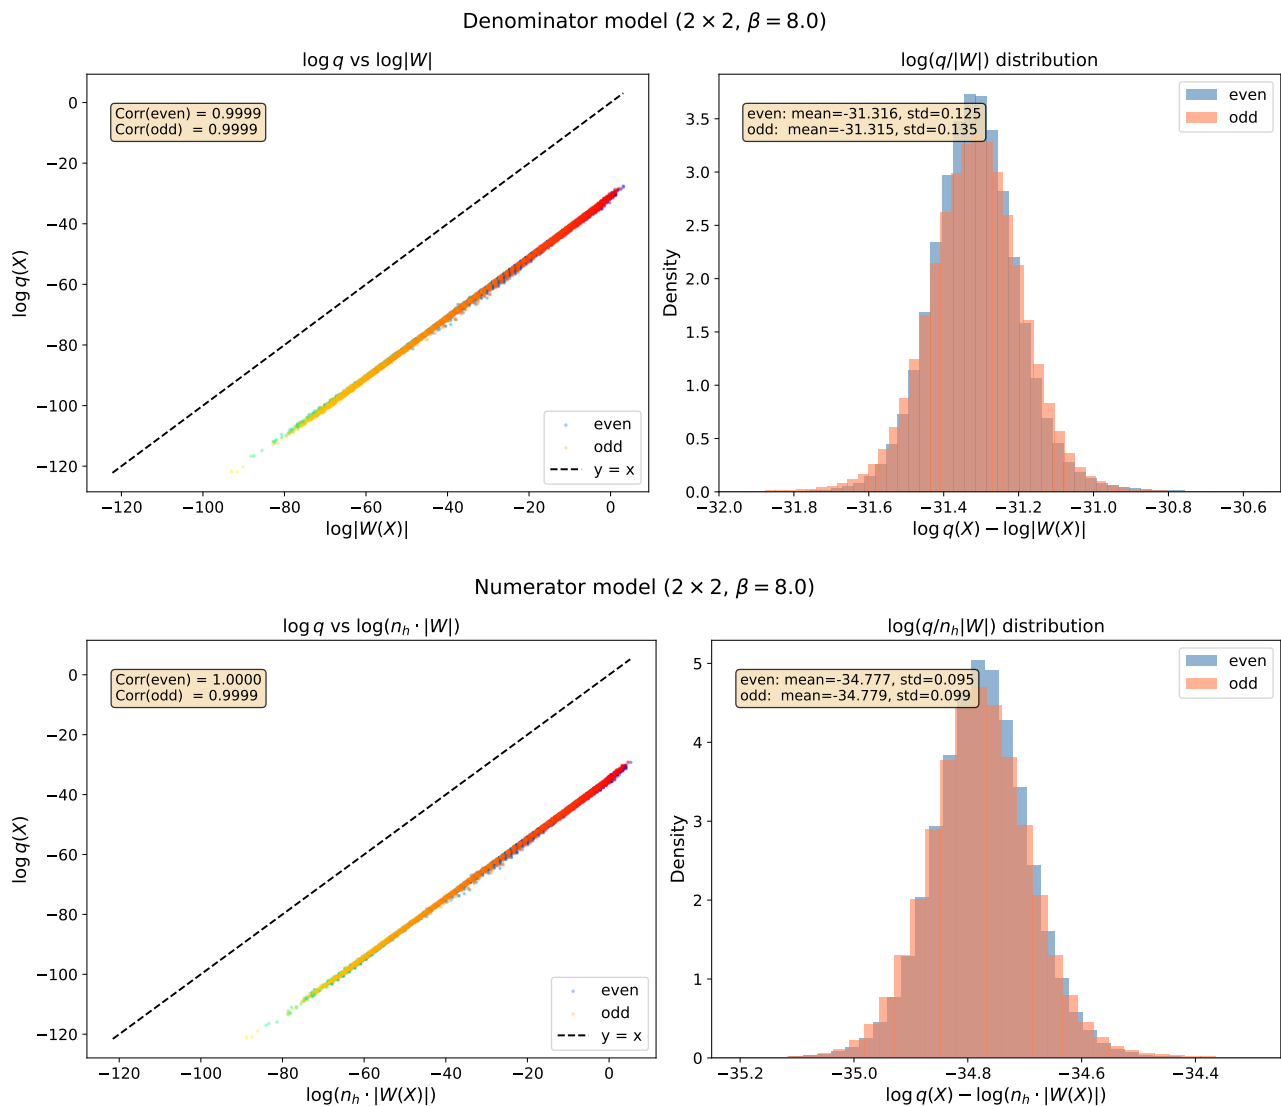 Denominator model (2 × 2, β = 8.0)
log q vs log|W|
Corr(even) = 0.9999
Corr(odd)  = 0.9999
0
−20
−40
−60
−80
−100
−120
log q(X)
even
odd
y = x
−120 −100 −80 −60 −40 −20 0
log|W(X)|
log(q/|W|) distribution
even: mean=-31.316, std=0.125
odd:  mean=-31.315, std=0.135
even
odd
3.5
3.0
2.5
2.0
1.5
1.0
0.5
0.0
Density
−32.0 −31.8 −31.6 −31.4 −31.2 −31.0 −30.8 −30.6
log q(X) − log|W(X)|
Numerator model (2 × 2, β = 8.0)
log q vs log(n_h · |W|)
Corr(even) = 1.0000
Corr(odd)  = 0.9999
0
−20
−40
−60
−80
−100
−120
log q(X)
even
odd
y = x
−120 −100 −80 −60 −40 −20 0
log(n_h · |W(X)|)
log(q/n_h|W|) distribution
even: mean=-34.777, std=0.095
odd:  mean=-34.779, std=0.099
even
odd
5
4
3
2
1
0
Density
−35.2 −35.0 −34.8 −34.6 −34.4
log q(X) − log(n_h · |W(X)|)